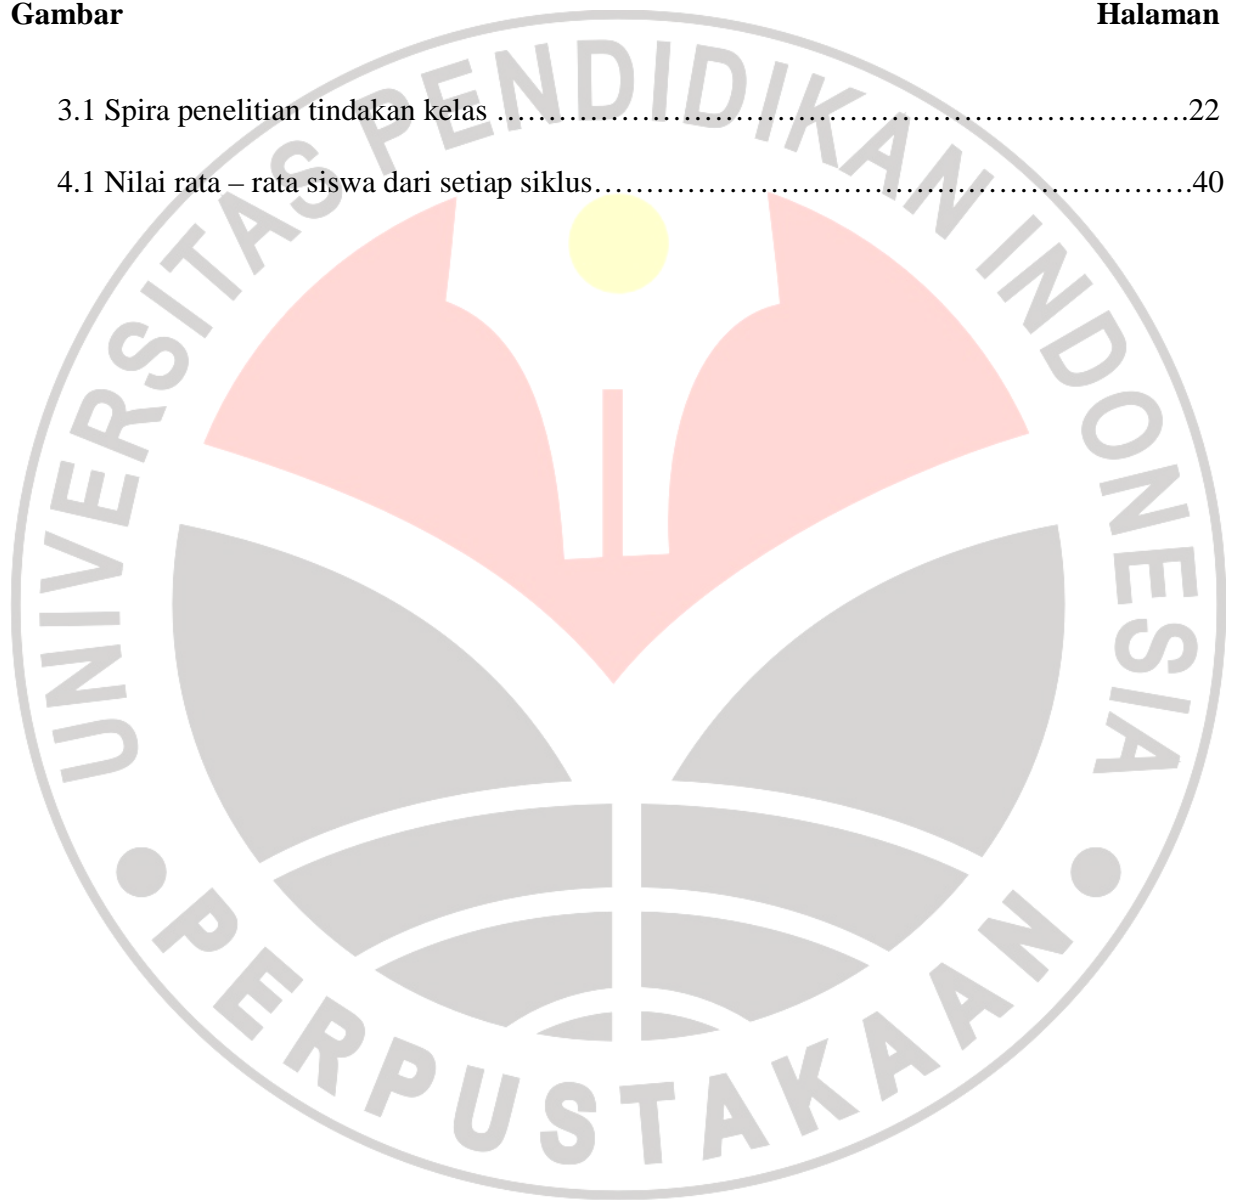 Gambar Halaman
3.1 Spira penelitian tindakan kelas ……………………………………………………………22
4.1 Nilai rata – rata siswa dari setiap siklus……………………………………………………40
UNIVERSITAS PENDIDIKAN INDONESIA
PERPUSTAKAAN